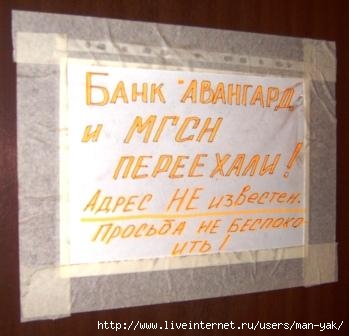 БАНК "АВАНГАРД"
и МГСН
ПЕРЕЕХАЛИ!
АДРЕС НЕ известен.
ПРОСЬБА НЕ БЕСПОКО-
ИТЬ!
http://www.liveinternet.ru/users/man-yak/